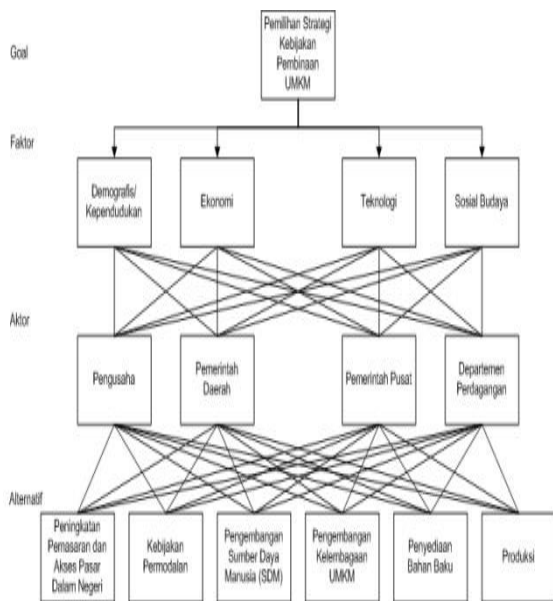 Goal
Pemilihan Strategi
Kebijakan
Pembinaan
UMKM
Faktor
Demografis/
Kependudukan
Ekonomi
Teknologi
Sosial Budaya
Aktor
Pengusaha
Pemerintah
Daerah
Pemerintah Pusat
Departemen
Perdagangan
Alternatif
Peningkatan
Pemasaran dan
Akses Pasar
Dalam Negeri
Kebijakan
Permodalan
Pengembangan
Sumber Daya
Manusia (SDM)
Pengembangan
Kelembagaan
UMKM
Penyediaan
Bahan Baku
Produksi